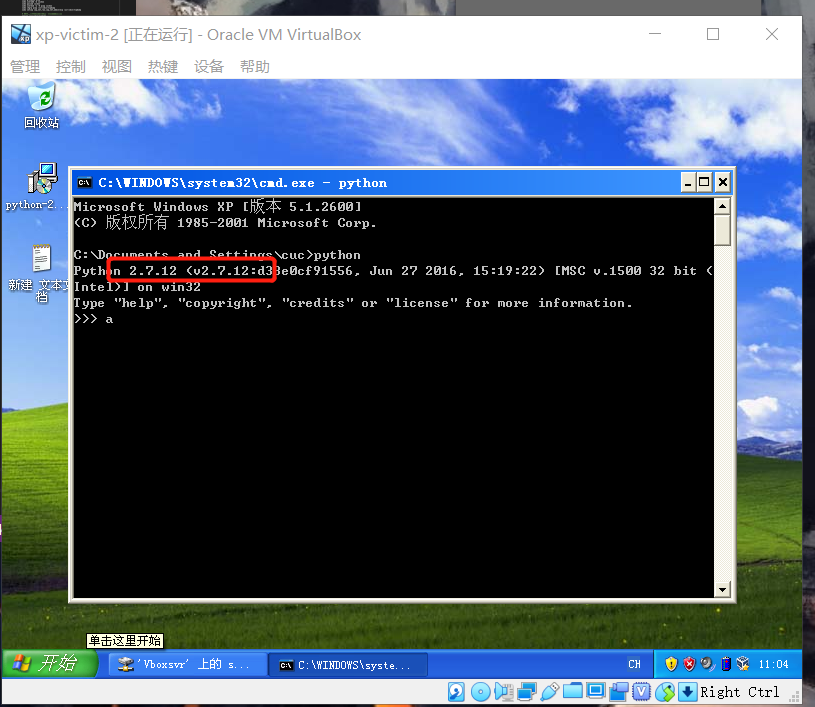 xp-victim-2 [正在运行] - Oracle VM VirtualBox
管理 控制 视图 热键 设备 帮助
回收站
python-2...
新建 文本文
档
C:\WINDOWS\system32\cmd.exe - python
Microsoft Windows XP [版本 5.1.2600]
(C) 版权所有 1985-2001 Microsoft Corp.
C:\Documents and Settings\cuc>python
Python 2.7.12 (v2.7.12:d33e0cf91556, Jun 27 2016, 15:19:22) [MSC v.1500 32 bit (
Intel)] on win32
Type "help", "copyright", "credits" or "license" for more information.
>>> a
单击这里开始
开始 'Vboxsvr' 上的 s... C:\WINDOWS\syste... CH 11:04
Right Ctrl